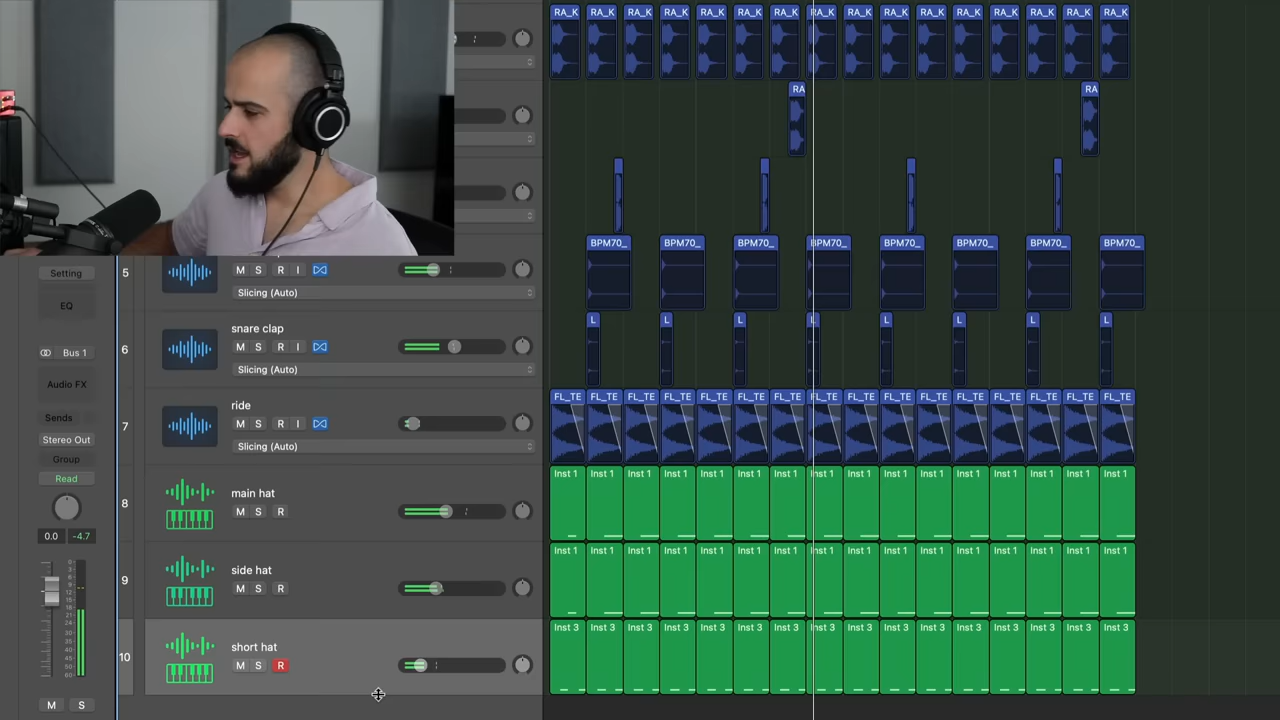 RA_K RA_K RA_K RA_K RA_K RA_K RA_K RA_K RA_K RA_K RA_K RA_K RA_K RA_K RA_K RA_K
RA RA
BPM70_ BPM70_ BPM70_ BPM70_ BPM70_ BPM70_ BPM70_ BPM70_
Setting
5
M S R I
Slicing (Auto)
EQ
L L L L L L L L
snare clap
6
M S R I
Bus 1
Slicing (Auto)
Audio FX
FL_TE FL_TE FL_TE FL_TE FL_TE FL_TE FL_TE FL_TE FL_TE FL_TE FL_TE FL_TE FL_TE FL_TE FL_TE FL_TE
ride
Sends
7
M S R I
Stereo Out
Slicing (Auto)
Group
Inst 1 Inst 1 Inst 1 Inst 1 Inst 1 Inst 1 Inst 1 Inst 1 Inst 1 Inst 1 Inst 1 Inst 1 Inst 1 Inst 1 Inst 1 Inst 1
Read
main hat
8
M S R
0.0 -4.7
Inst 1 Inst 1 Inst 1 Inst 1 Inst 1 Inst 1 Inst 1 Inst 1 Inst 1 Inst 1 Inst 1 Inst 1 Inst 1 Inst 1 Inst 1 Inst 1
side hat
9
M S R
Inst 3 Inst 3 Inst 3 Inst 3 Inst 3 Inst 3 Inst 3 Inst 3 Inst 3 Inst 3 Inst 3 Inst 3 Inst 3 Inst 3 Inst 3 Inst 3
short hat
10
M S R
M S